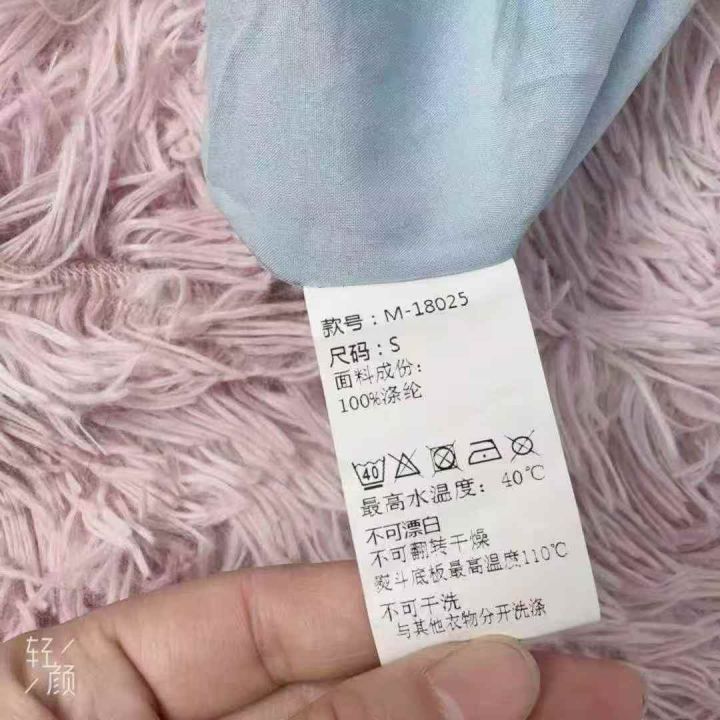 款号：M-18025
尺码：S
面料成份：
100%涤纶
40
最高水温度：40℃
不可漂白
不可翻转干燥
熨斗底板最高温度110℃
不可干洗
与其他衣物分开洗涤
轻颜